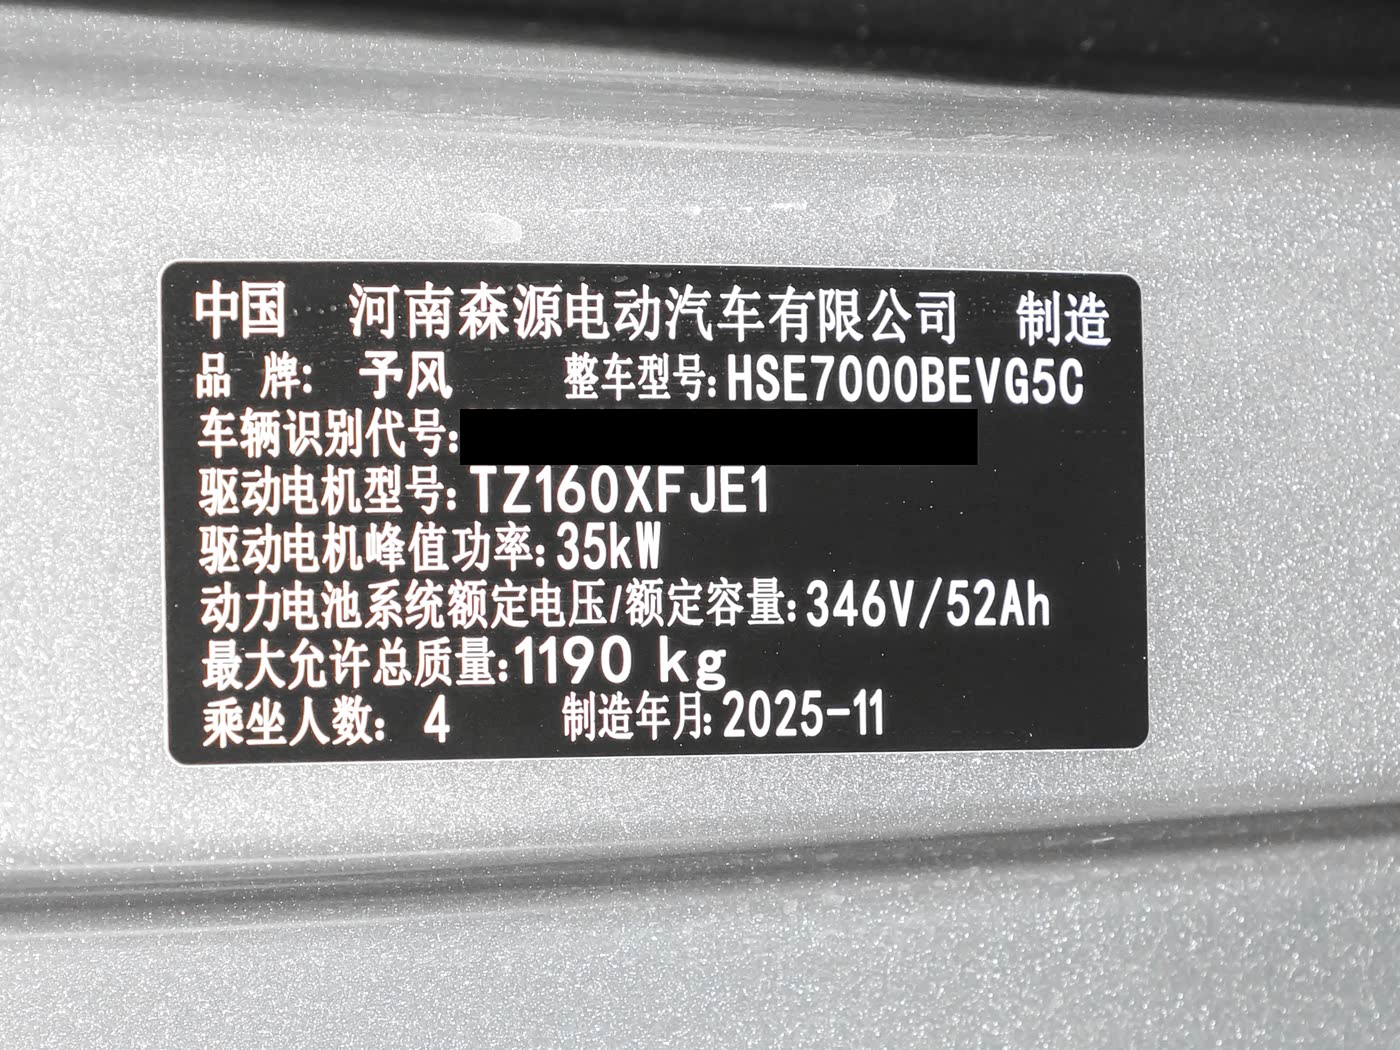 中国 河南森源电动汽车有限公司 制造
品 牌: 予风 整车型号:HSE7000BEVG5C
车辆识别代号:
驱动电机型号:TZ160XFJE1
驱动电机峰值功率:35kW
动力电池系统额定电压/额定容量:346V/52Ah
最大允许总质量:1190 kg
乘坐人数: 4 制造年月:2025-11